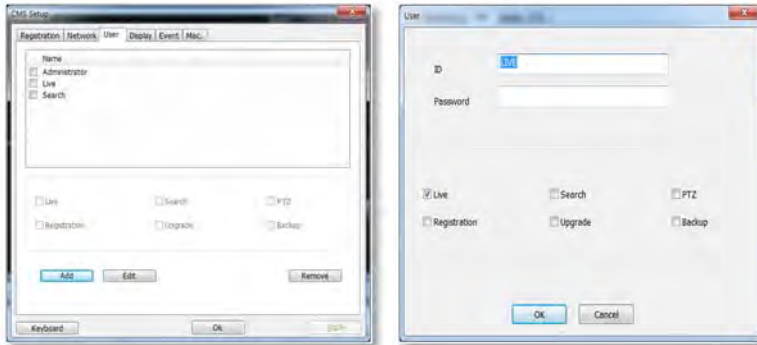 CMS Setup
Registration Network User Display Event Misc.
Name
Administrator
Live
Search
Live Search PTZ
Registration Upgrade Backup
Add Edit Remove
Keyboard Ok
User
ID LIVE
Password
Live Search PTZ
Registration Upgrade Backup
OK Cancel